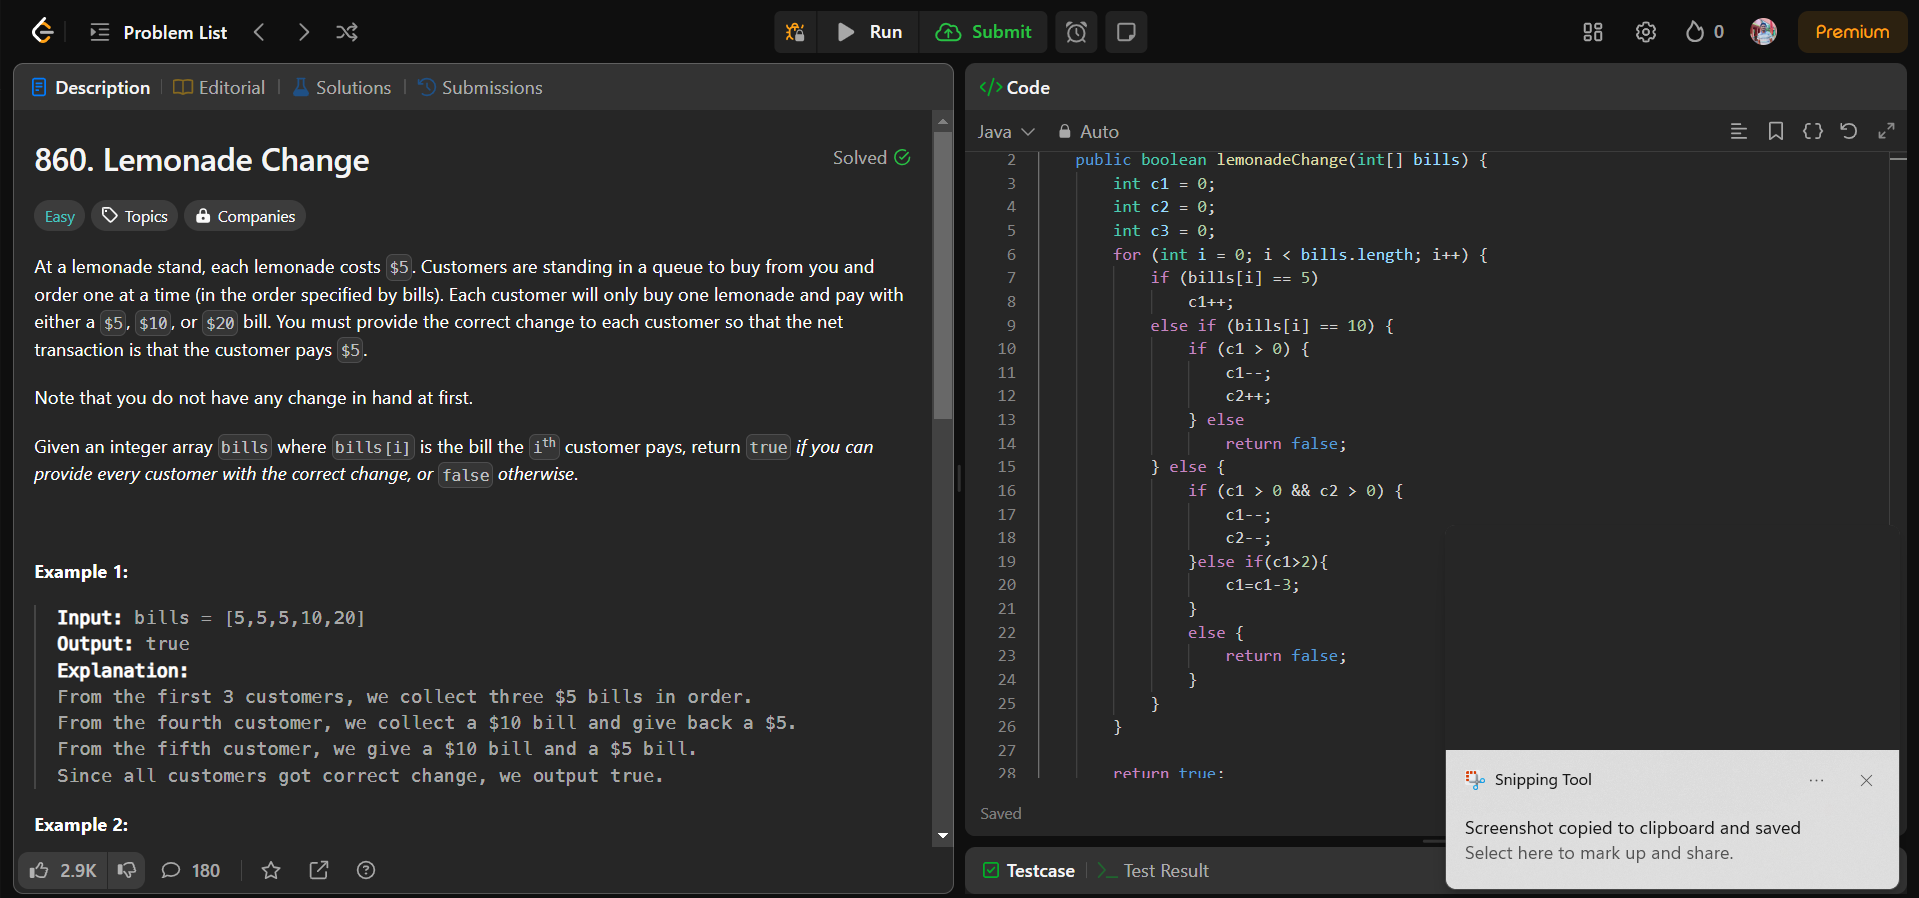 Problem List
Run
Submit
0
Premium
Description
Editorial
Solutions
Submissions
860. Lemonade Change
Solved
Easy
Topics
Companies
At a lemonade stand, each lemonade costs $5. Customers are standing in a queue to buy from you and
order one at a time (in the order specified by bills). Each customer will only buy one lemonade and pay with
either a $5, $10, or $20 bill. You must provide the correct change to each customer so that the net
transaction is that the customer pays $5.
Note that you do not have any change in hand at first.
Given an integer array bills where bills[i] is the bill the ith customer pays, return true if you can
provide every customer with the correct change, or false otherwise.
Example 1:
Input: bills = [5,5,5,10,20]
Output: true
Explanation:
From the first 3 customers, we collect three $5 bills in order.
From the fourth customer, we collect a $10 bill and give back a $5.
From the fifth customer, we give a $10 bill and a $5 bill.
Since all customers got correct change, we output true.
Example 2:
2.9K
180
</> Code
Java
Auto
2 public boolean lemonadeChange(int[] bills) {
3 int c1 = 0;
4 int c2 = 0;
5 int c3 = 0;
6 for (int i = 0; i < bills.length; i++) {
7 if (bills[i] == 5)
8 c1++;
9 else if (bills[i] == 10) {
10 if (c1 > 0) {
11 c1--;
12 c2++;
13 } else
14 return false;
15 } else {
16 if (c1 > 0 && c2 > 0) {
17 c1--;
18 c2--;
19 }else if(c1>2){
20 c1=c1-3;
21 }
22 else {
23 return false;
24 }
25 }
26 }
27
28 return true;
Saved
Testcase
Test Result
Snipping Tool
Screenshot copied to clipboard and saved
Select here to mark up and share.